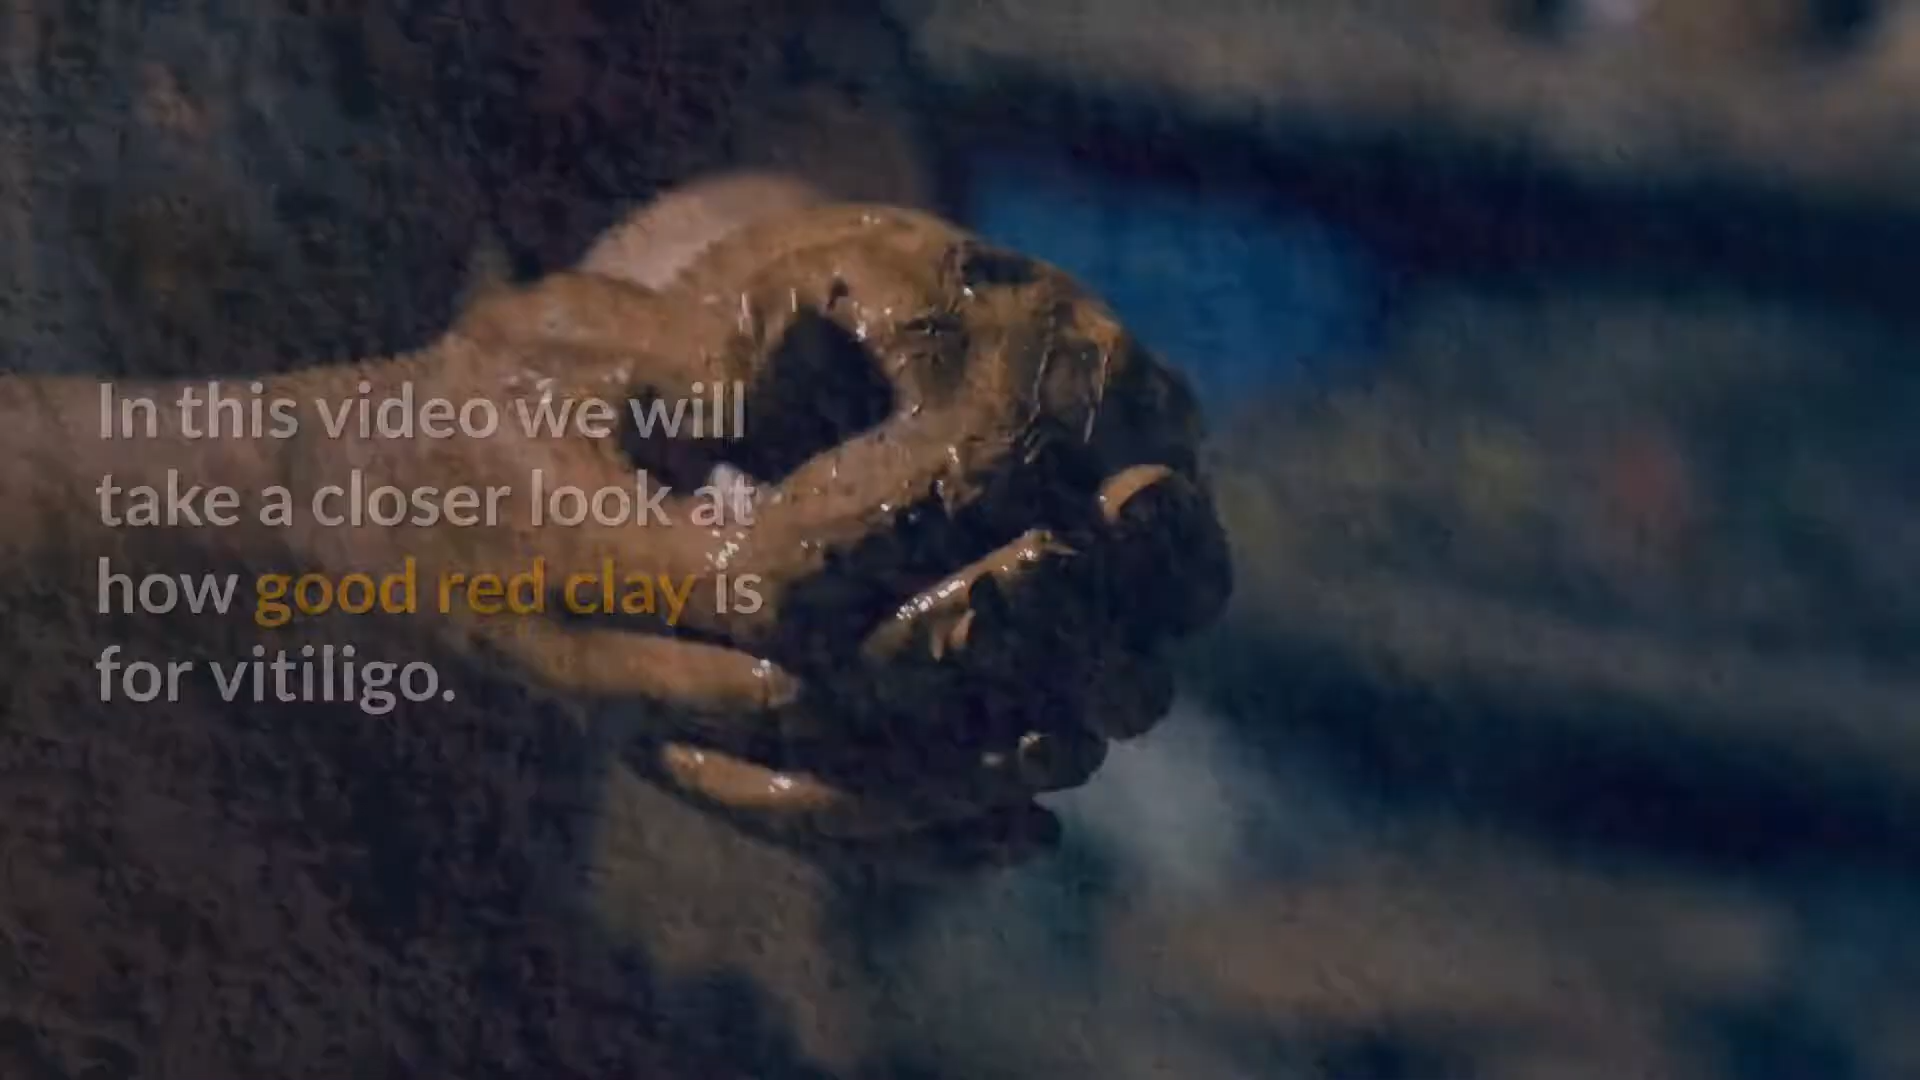 In this video we will
take a closer look at
how good red clay is
for vitiligo.